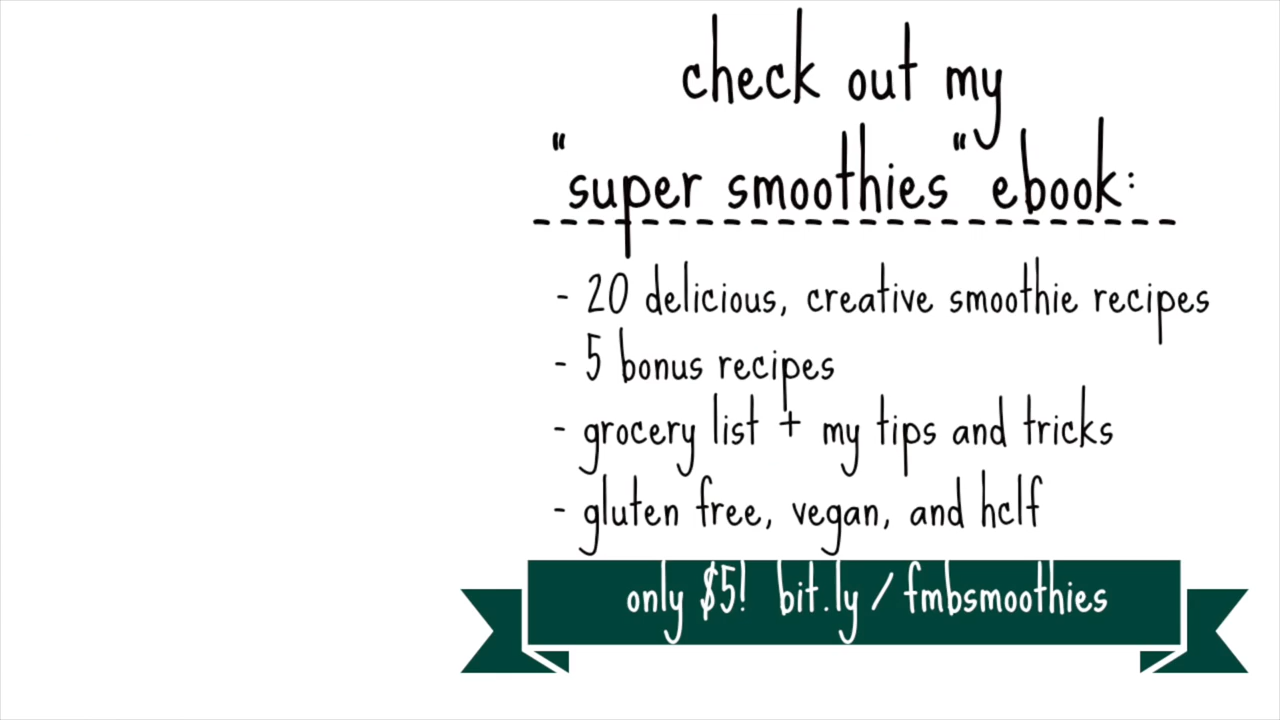 check out my
"super smoothies" ebook:
- 20 delicious, creative smoothie recipes
- 5 bonus recipes
- grocery list + my tips and tricks
- gluten free, vegan, and hclf
only $5! bit.ly/fmbsmoothies